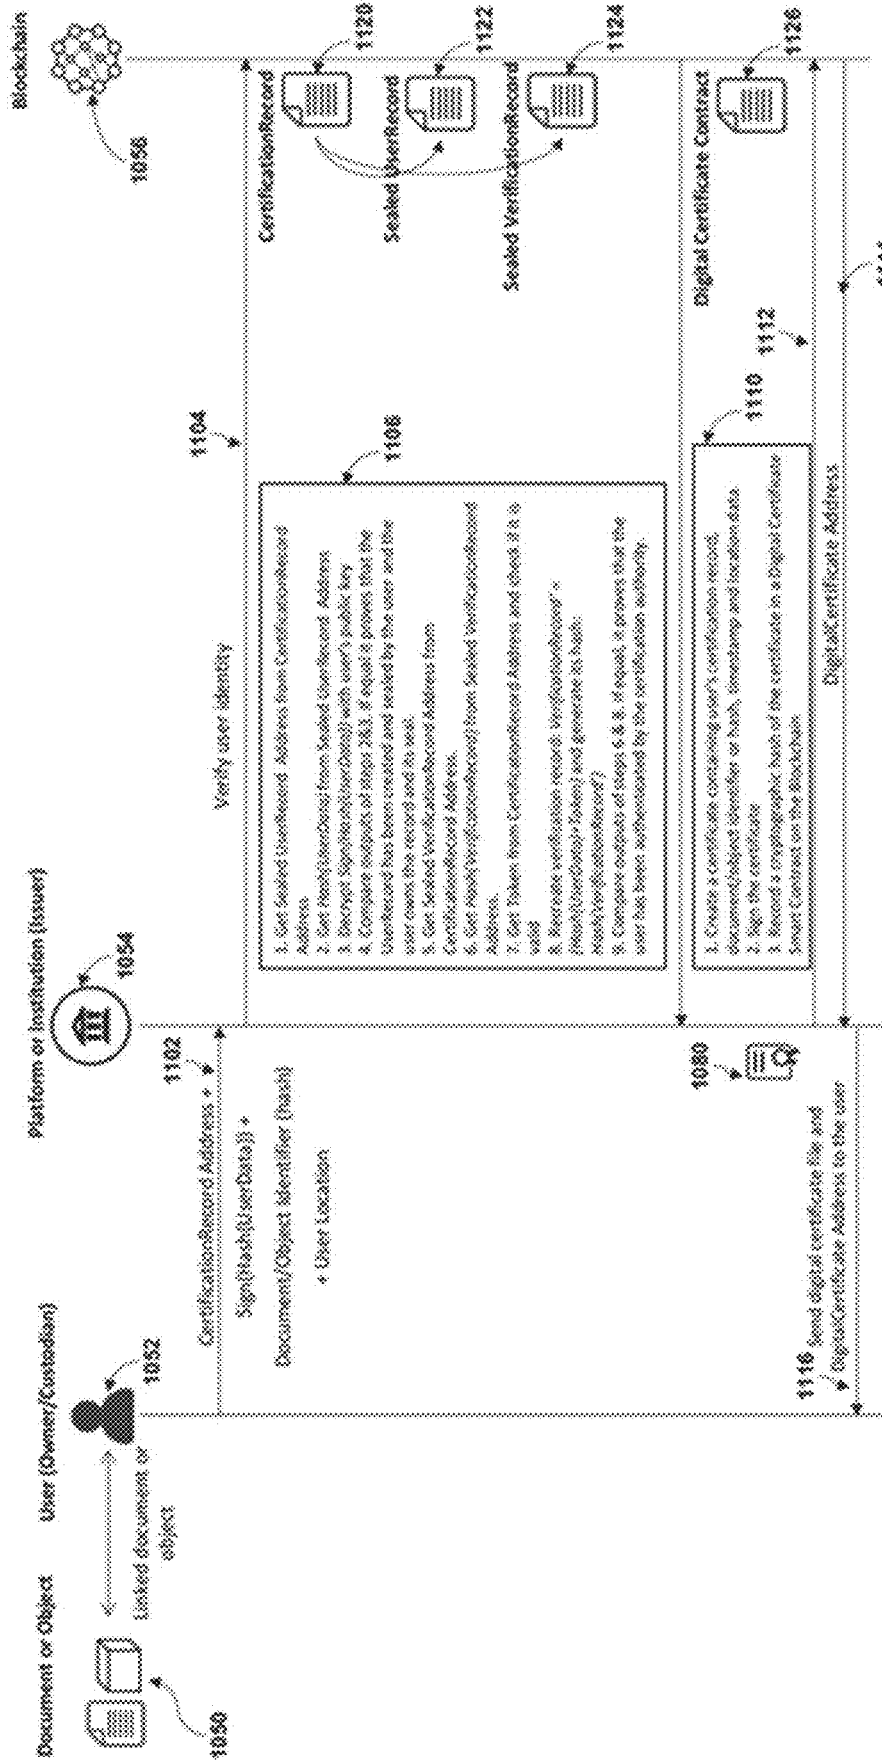 Document or Object
User (Owner/Custodian)
Platform or Institution (Issuer)
Blockchain
1050
Linked document or
object
1052
1054
1056
1102
CertificationRecord Address +
Sign(Hash(UserData)) +
Document/Object Identifier (hash)
+ User Location
1104
Verify user identity
1106
1. Get Sealed UserRecord Address from CertificationRecord
Address
2. Get Hash(UserData) from Sealed UserRecord Address
3. Decrypt Sign(Hash(UserData)) with user's public key
4. Compare outputs of steps 2&3. If equal it proves that the
UserRecord has been created and sealed by the user and the
user owns the record and its seal.
5. Get Sealed VerificationRecord Address from
CertificationRecord Address.
6. Get Hash(VerificationRecord) from Sealed VerificationRecord
Address.
7. Get Token from CertificationRecord Address and check if it is
valid
8. Recreate verification record: VerificationRecord' =
(Hash(UserData)+Token) and generate its hash:
Hash(VerificationRecord')
9. Compare outputs of steps 6 & 8. If equal, it proves that the
user has been authenticated by the certification authority.
CertificationRecord
1120
Sealed UserRecord
1122
Sealed VerificationRecord
1124
1080
1110
1. Create a certificate containing user's certification record,
document/object identifier or hash, timestamp and location data
2. Sign the certificate
3. Record a cryptographic hash of the certificate in a Digital Certificate
Smart Contract on the Blockchain
Digital Certificate Contract
1126
1112
DigitalCertificate Address
1116
Send digital certificate file and
DigitalCertificate Address to the user